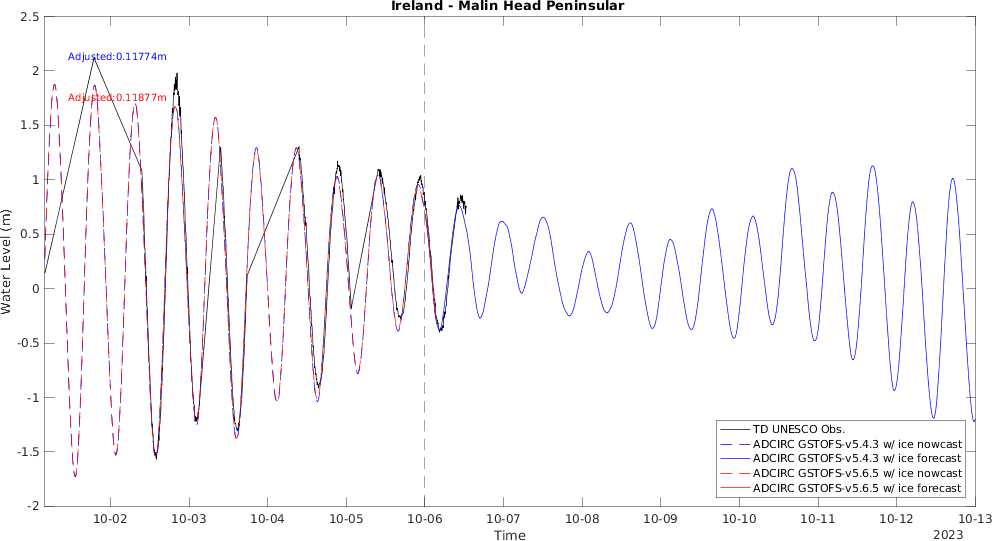 Ireland - Malin Head Peninsular
2.5
2
1.5
1
0.5
0
-0.5
-1
-1.5
-2
Water Level (m)
Adjusted:0.11774m
Adjusted:0.11877m
TD UNESCO Obs.
ADCIRC GSTOFS-v5.4.3 w/ ice nowcast
ADCIRC GSTOFS-v5.4.3 w/ ice forecast
ADCIRC GSTOFS-v5.6.5 w/ ice nowcast
ADCIRC GSTOFS-v5.6.5 w/ ice forecast
10-02 10-03 10-04 10-05 10-06 10-07 10-08 10-09 10-10 10-11 10-12 10-13
Time
2023